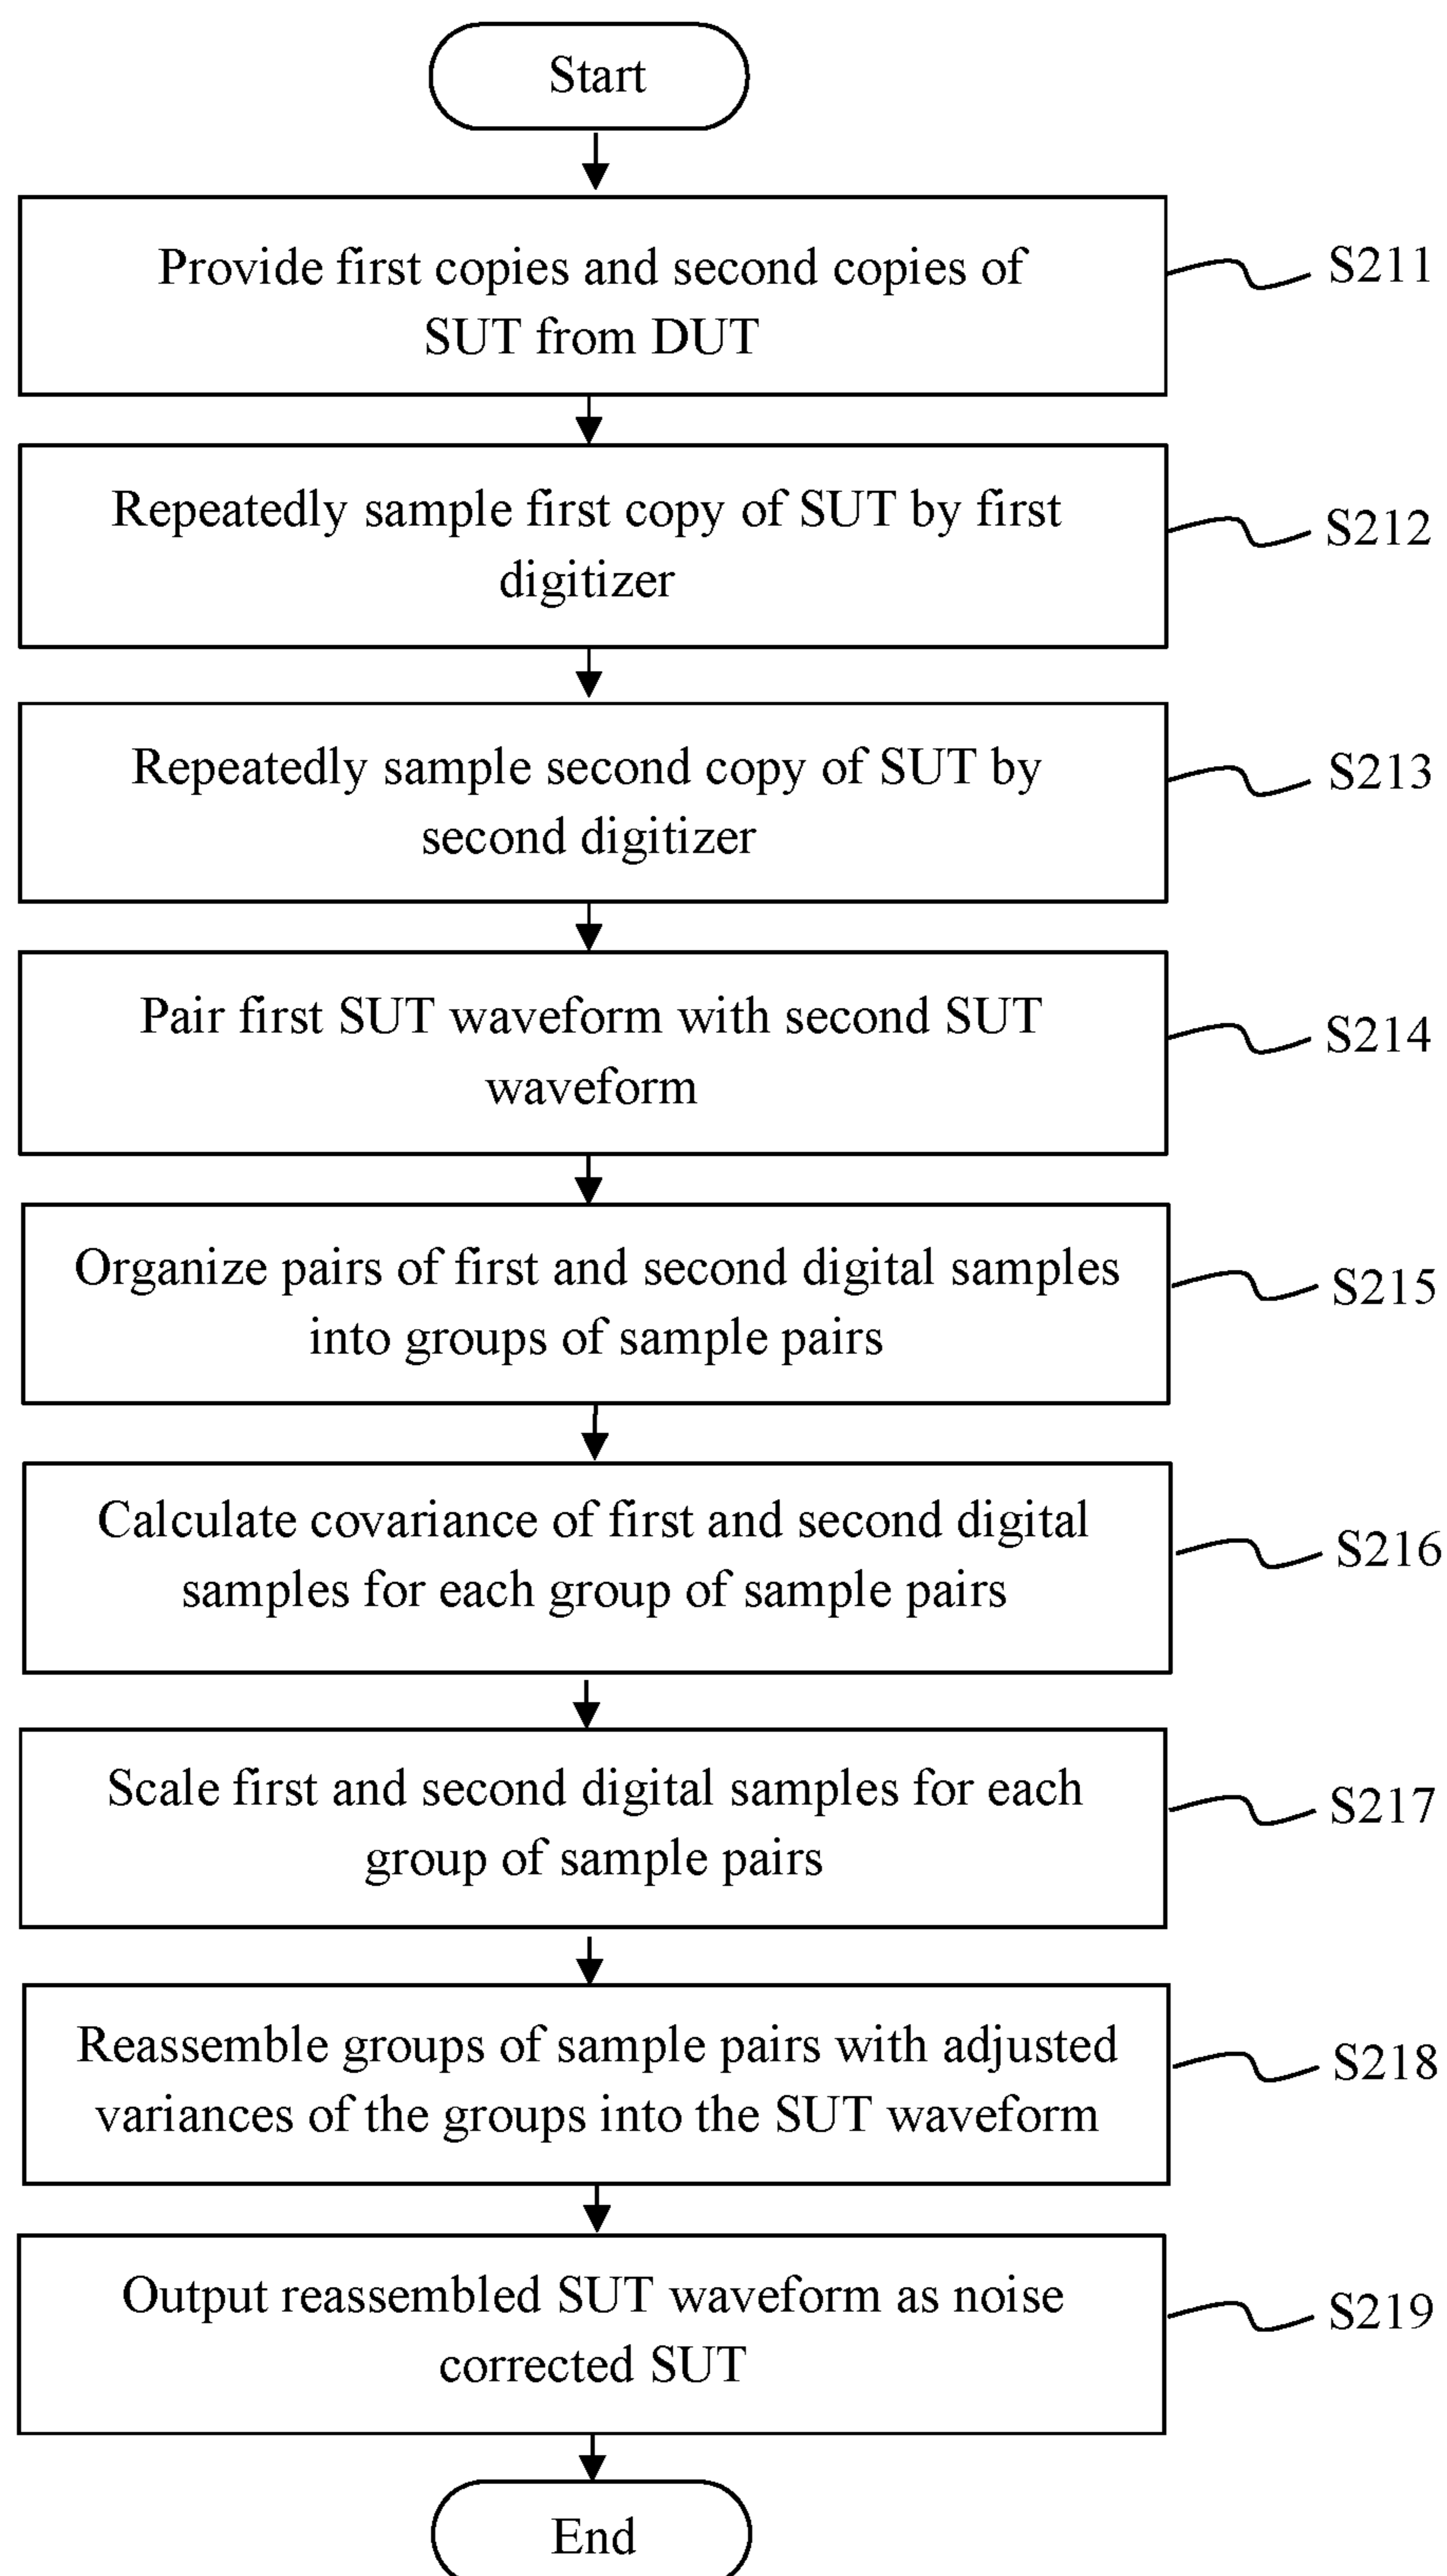 Start
Provide first copies and second copies of
SUT from DUT
S211
Repeatedly sample first copy of SUT by first
digitizer
S212
Repeatedly sample second copy of SUT by
second digitizer
S213
Pair first SUT waveform with second SUT
waveform
S214
Organize pairs of first and second digital samples
into groups of sample pairs
S215
Calculate covariance of first and second digital
samples for each group of sample pairs
S216
Scale first and second digital samples for each
group of sample pairs
S217
Reassemble groups of sample pairs with adjusted
variances of the groups into the SUT waveform
S218
Output reassembled SUT waveform as noise
corrected SUT
S219
End